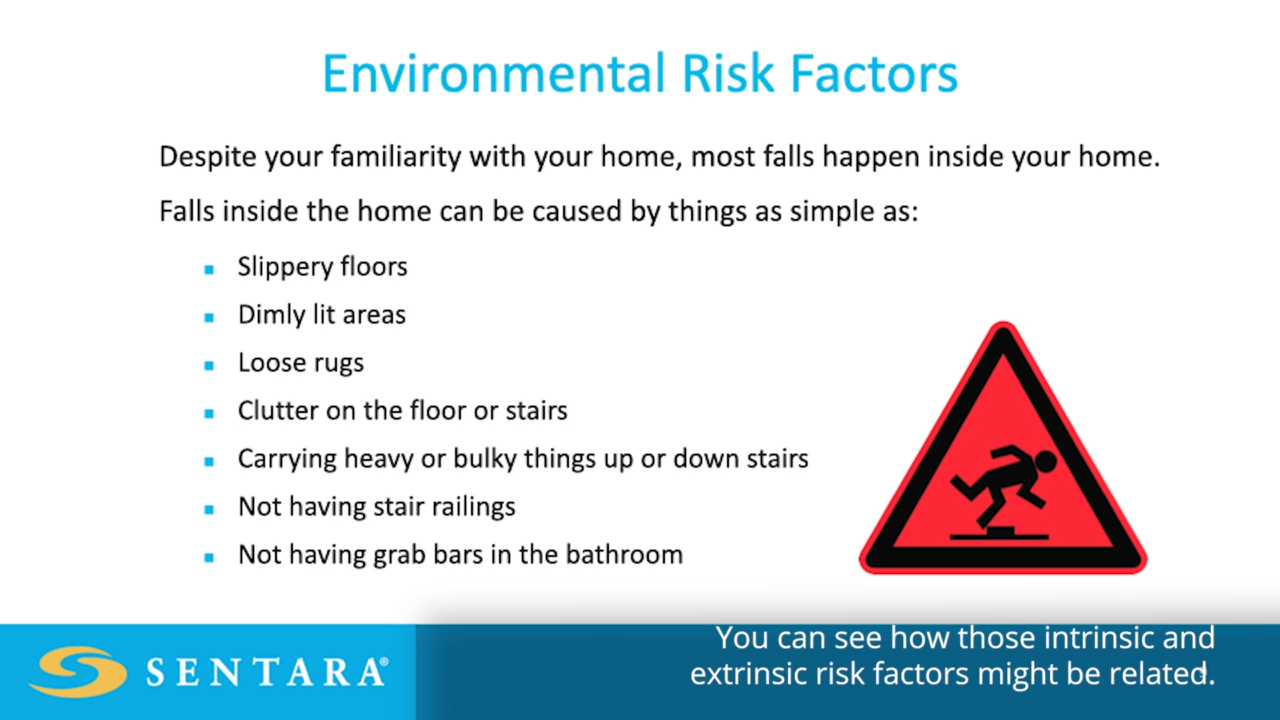 Environmental Risk Factors
Despite your familiarity with your home, most falls happen inside your home.
Falls inside the home can be caused by things as simple as:
Slippery floors
Dimly lit areas
Loose rugs
Clutter on the floor or stairs
Carrying heavy or bulky things up or down stairs
Not having stair railings
Not having grab bars in the bathroom
You can see how those intrinsic and
extrinsic risk factors might be related.
SENTARA®